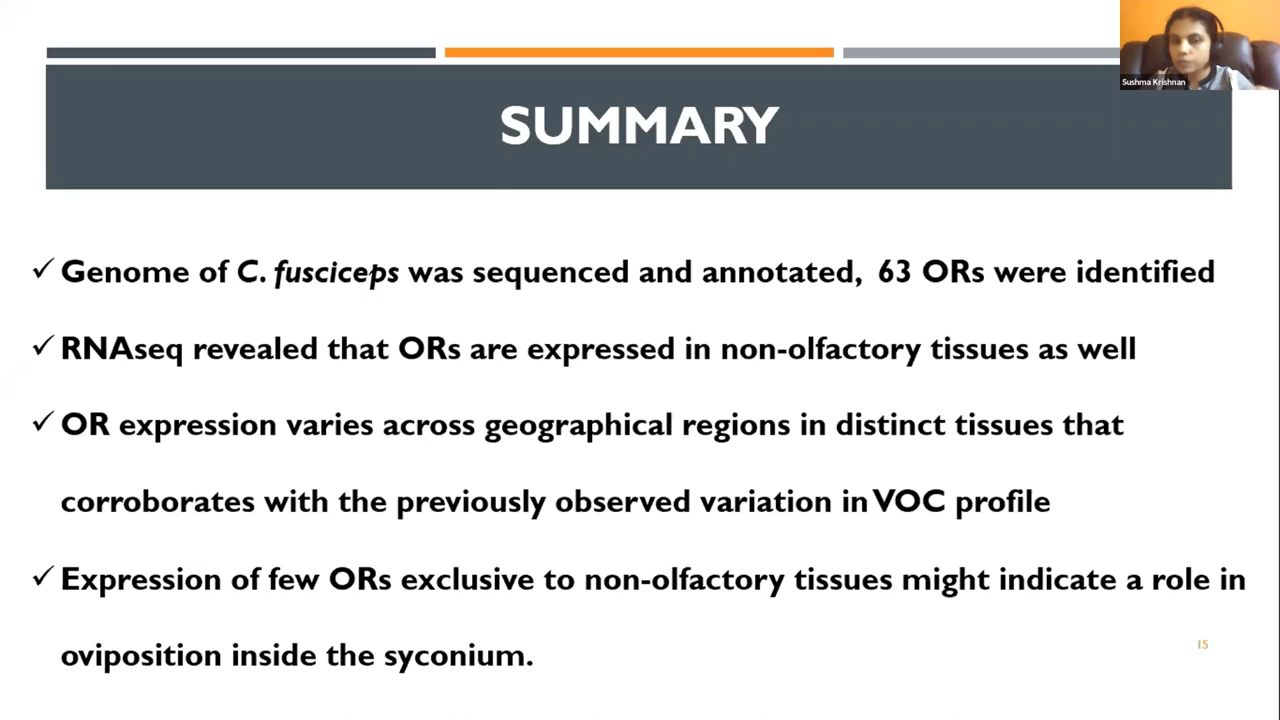 Sushma Krishnan
SUMMARY
✓ Genome of C. fusciceps was sequenced and annotated, 63 ORs were identified
✓ RNAseq revealed that ORs are expressed in non-olfactory tissues as well
✓ OR expression varies across geographical regions in distinct tissues that
corroborates with the previously observed variation in VOC profile
✓ Expression of few ORs exclusive to non-olfactory tissues might indicate a role in
oviposition inside the syconium.
15